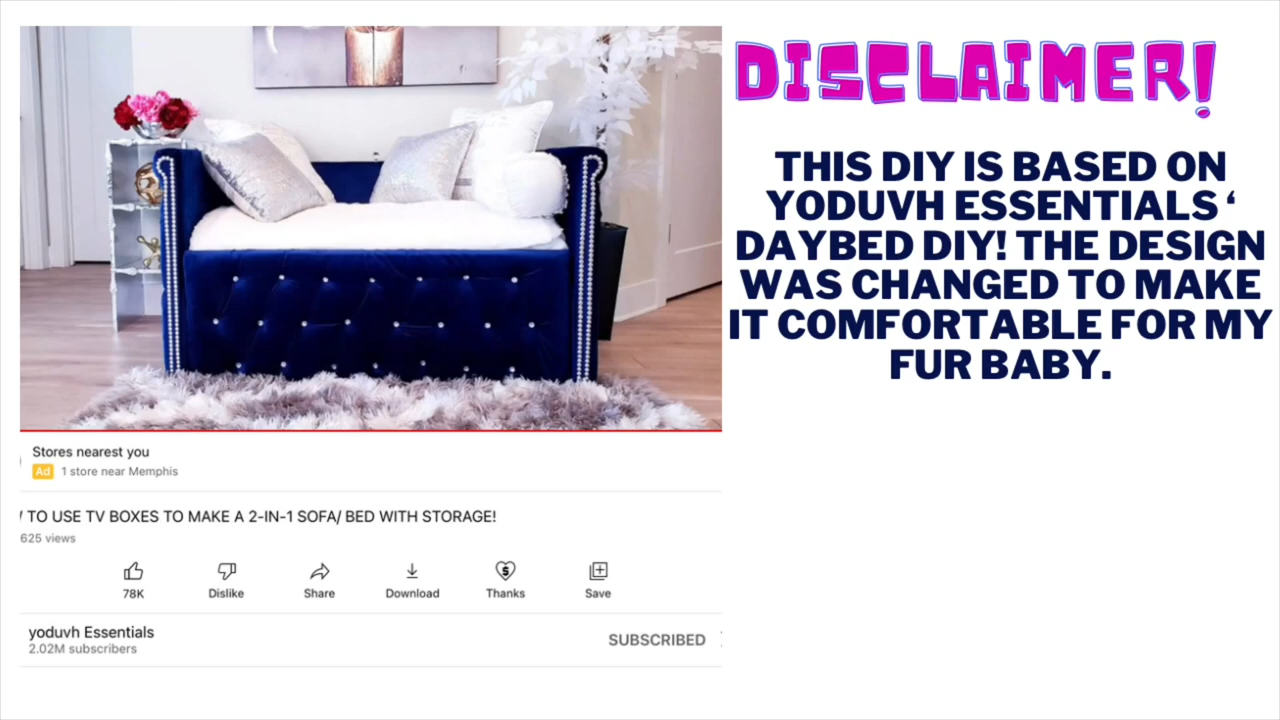 DISCLAIMER!
THIS DIY IS BASED ON
YODUVH ESSENTIALS ‘
DAYBED DIY! THE DESIGN
WAS CHANGED TO MAKE
IT COMFORTABLE FOR MY
FUR BABY.
Stores nearest you
Ad 1 store near Memphis
TO USE TV BOXES TO MAKE A 2-IN-1 SOFA/ BED WITH STORAGE!
625 views
78K Dislike Share Download Thanks Save
yoduvh Essentials
2.02M subscribers
SUBSCRIBED